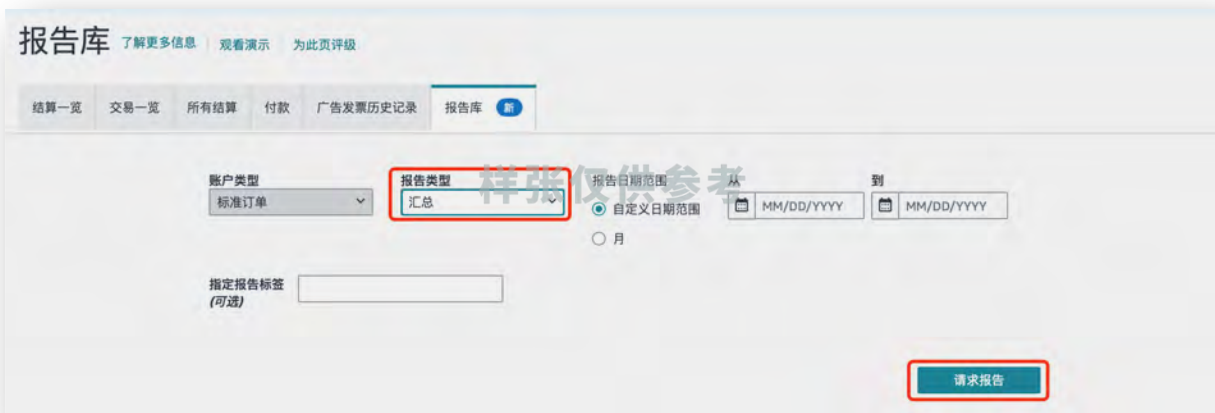 报告库 了解更多信息 | 观看演示 | 为此页评级
结算一览 交易一览 所有结算 付款 广告发票历史记录 报告库 新
样张仅供参考
账户类型 报告类型 报告日期范围 从 到
标准订单 汇总 自定义日期范围 MM/DD/YYYY MM/DD/YYYY
月
指定报告标签
(可选)
请求报告